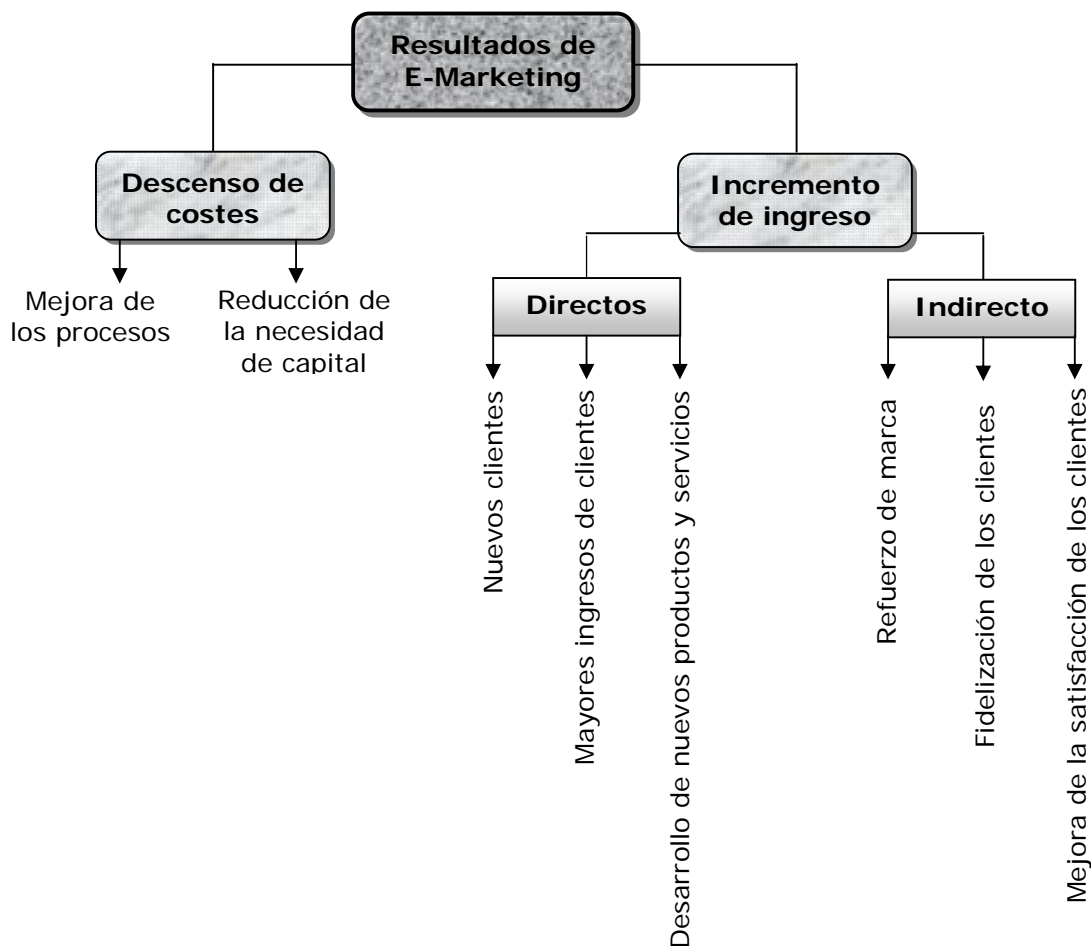 Resultados de
E-Marketing
Descenso de
costes
Incremento
de ingreso
Mejora de
los procesos
Reducción de
la necesidad
de capital
Directos
Indirecto
Nuevos clientes
Mayores ingresos de clientes
Desarrollo de nuevos productos y servicios
Refuerzo de marca
Fidelización de los clientes
Mejora de la satisfacción de los clientes